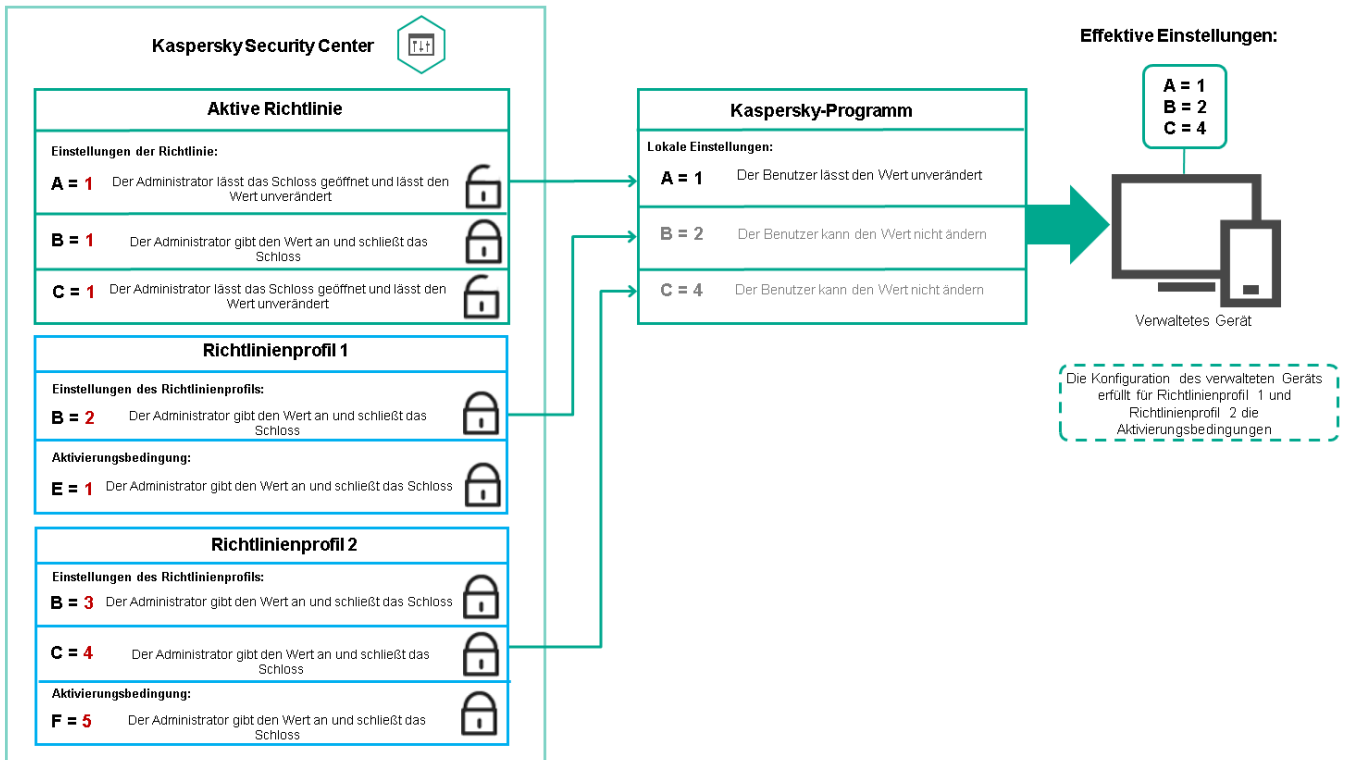 Kaspersky Security Center
Aktive Richtlinie
Einstellungen der Richtlinie:
A = 1
Der Administrator lässt das Schloss geöffnet und lässt den
Wert unverändert
B = 1
Der Administrator gibt den Wert an und schließt das
Schloss
C = 1
Der Administrator lässt das Schloss geöffnet und lässt den
Wert unverändert
Richtlinienprofil 1
Einstellungen des Richtlinienprofils:
B = 2
Der Administrator gibt den Wert an und schließt das
Schloss
Aktivierungsbedingung:
E = 1
Der Administrator gibt den Wert an und schließt das Schloss
Richtlinienprofil 2
Einstellungen des Richtlinienprofils:
B = 3
Der Administrator gibt den Wert an und schließt das Schloss
C = 4
Der Administrator gibt den Wert an und schließt das
Schloss
Aktivierungsbedingung:
F = 5
Der Administrator gibt den Wert an und schließt das
Schloss
Kaspersky-Programm
Lokale Einstellungen:
A = 1
Der Benutzer lässt den Wert unverändert
B = 2
Der Benutzer kann den Wert nicht ändern
C = 4
Der Benutzer kann den Wert nicht ändern
Effektive Einstellungen:
A = 1
B = 2
C = 4
Verwaltetes Gerät
Die Konfiguration des verwalteten Geräts
erfüllt für Richtlinienprofil 1 und
Richtlinienprofil 2 die
Aktivierungsbedingungen